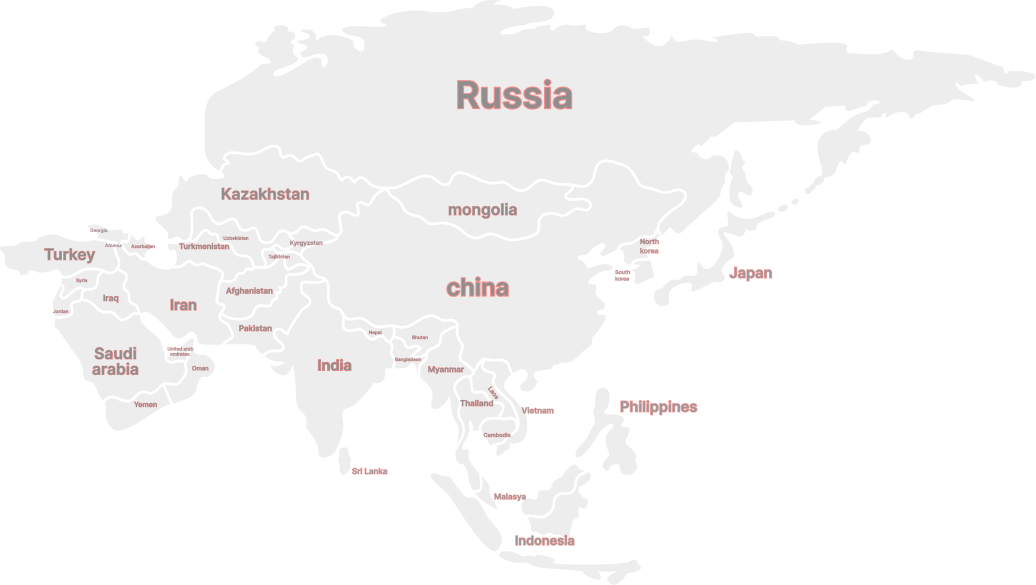 Russia
Kazakhstan
mongolia
Georgia
Uzbekistan
Kyrgyzstan
Armenia
Azerbaijan
Turkmenistan
North
korea
Turkey
Tajikistan
South
korea
Japan
Syria
china
Afghanistan
Iraq
Iran
Jordan
Pakistan
Nepal
Bhutan
United arab
emirates
Saudi
arabia
Bangladesh
India
Oman
Myanmar
Laos
Yemen
Thailand
Vietnam
Philippines
Cambodia
Sri Lanka
Malasya
Indonesia